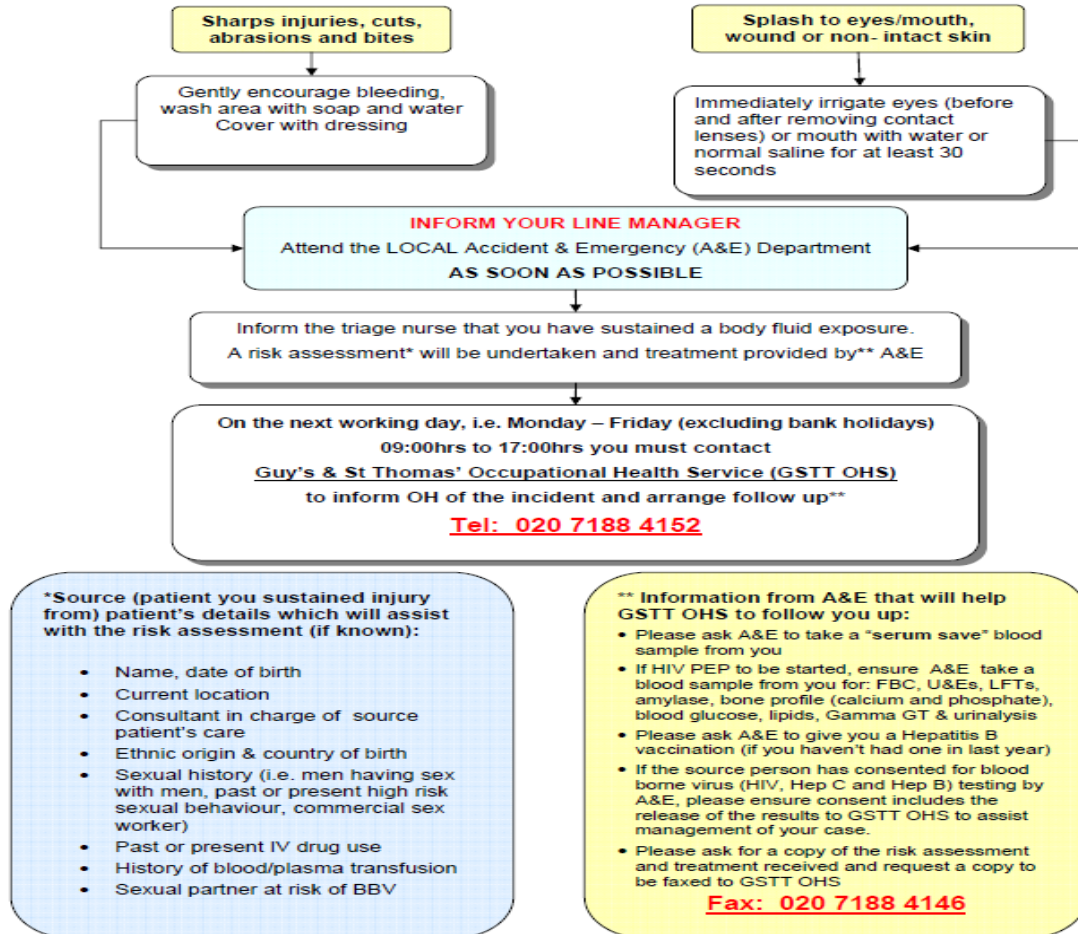 Sharps injuries, cuts,
abrasions and bites
Splash to eyes/mouth,
wound or non- intact skin
Gently encourage bleeding,
wash area with soap and water
Cover with dressing
Immediately irrigate eyes (before
and after removing contact
lenses) or mouth with water or
normal saline for at least 30
seconds
INFORM YOUR LINE MANAGER
Attend the LOCAL Accident & Emergency (A&E) Department
AS SOON AS POSSIBLE
Inform the triage nurse that you have sustained a body fluid exposure.
A risk assessment* will be undertaken and treatment provided by** A&E
On the next working day, i.e. Monday – Friday (excluding bank holidays)
09:00hrs to 17:00hrs you must contact
Guy's & St Thomas' Occupational Health Service (GSTT OHS)
to inform OH of the incident and arrange follow up**
Tel: 020 7188 4152
*Source (patient you sustained injury
from) patient's details which will assist
with the risk assessment (if known):
• Name, date of birth
• Current location
• Consultant in charge of source
patient's care
• Ethnic origin & country of birth
• Sexual history (i.e. men having sex
with men, past or present high risk
sexual behaviour, commercial sex
worker)
• Past or present IV drug use
• History of blood/plasma transfusion
• Sexual partner at risk of BBV
** Information from A&E that will help
GSTT OHS to follow you up:
• Please ask A&E to take a "serum save" blood
sample from you
• If HIV PEP to be started, ensure A&E take a
blood sample from you for: FBC, U&Es, LFTs,
amylase, bone profile (calcium and phosphate),
blood glucose, lipids, Gamma GT & urinalysis
• Please ask A&E to give you a Hepatitis B
vaccination (if you haven't had one in last year)
• If the source person has consented for blood
borne virus (HIV, Hep C and Hep B) testing by
A&E, please ensure consent includes the
release of the results to GSTT OHS to assist
management of your case.
• Please ask for a copy of the risk assessment
and treatment received and request a copy to
be faxed to GSTT OHS
Fax: 020 7188 4146